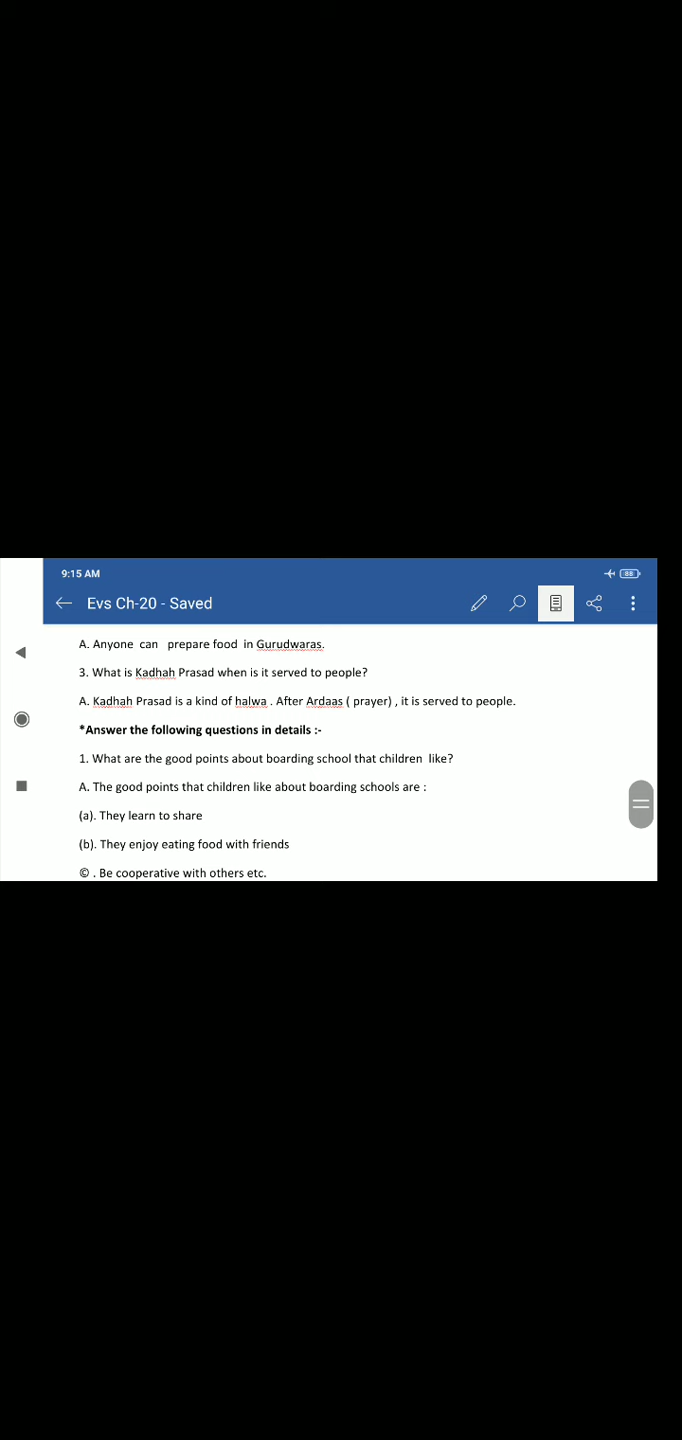 9:15 AM
88
Evs Ch-20 - Saved
A. Anyone can prepare food in Gurudwaras.
3. What is Kadhah Prasad when is it served to people?
A. Kadhah Prasad is a kind of halwa . After Ardaas ( prayer) , it is served to people.
*Answer the following questions in details :-
1. What are the good points about boarding school that children like?
A. The good points that children like about boarding schools are :
(a). They learn to share
(b). They enjoy eating food with friends
© . Be cooperative with others etc.